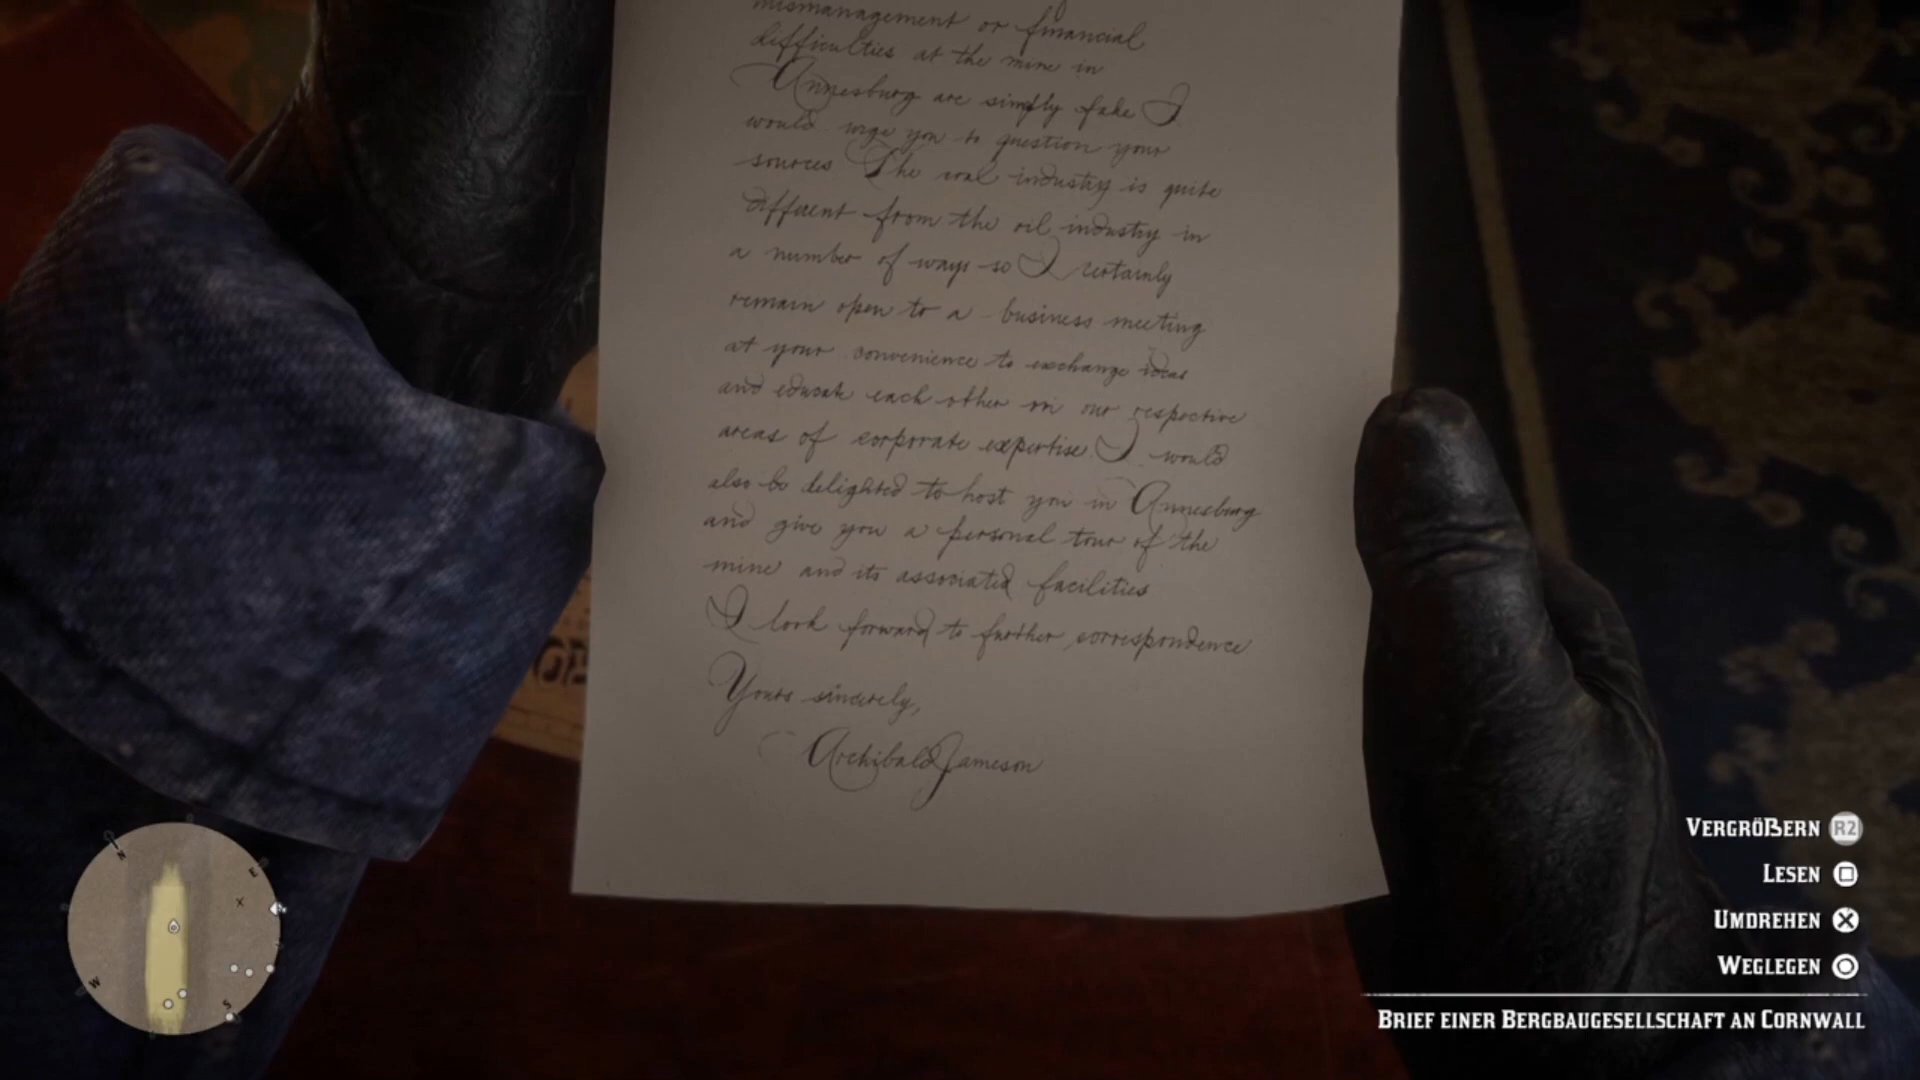 mismanagement or financial
difficulties at the mine in
Annesburg are simply fake I
would urge you to question your
sources The coal industry is quite
different from the oil industry in
a number of ways so I certainly
remain open to a business meeting
at your convenience to exchange ideas
and educate each other on our respective
areas of corporate expertise I would
also be delighted to host you in Annesburg
and give you a personal tour of the
mine and its associated facilities
I look forward to further correspondence
Yours sincerely,
Archibald Jameson
N
E
W
S
VERGRÖẞERN R2
LESEN
UMDREHEN
WEGLEGEN
BRIEF EINER BERGBAUGESELLSCHAFT AN CORNWALL